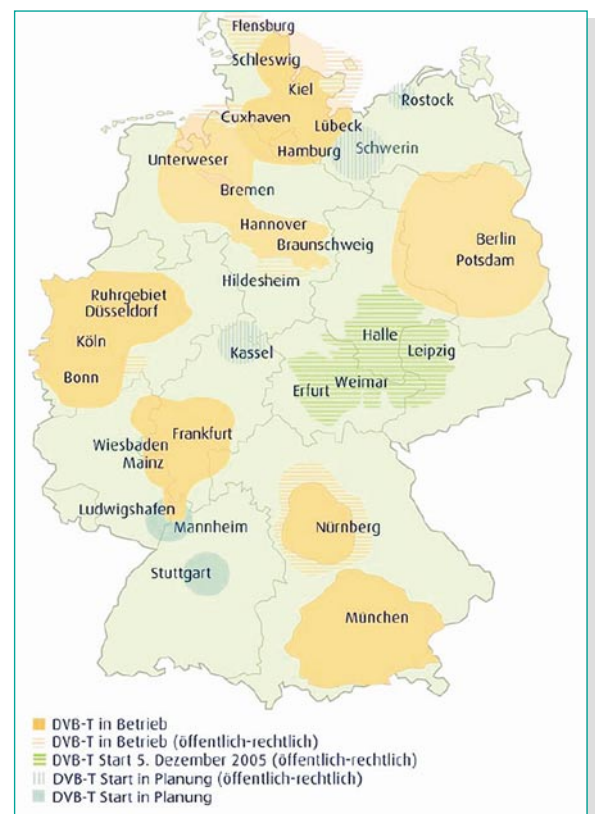 Flensburg
Schleswig
Kiel
Rostock
Cuxhaven
Lübeck
Hamburg
Schwerin
Unterweser
Bremen
Hannover
Braunschweig
Berlin
Potsdam
Hildesheim
Ruhrgebiet
Düsseldorf
Köln
Bonn
Kassel
Halle
Leipzig
Weimar
Erfurt
Frankfurt
Wiesbaden
Mainz
Ludwigshafen
Mannheim
Nürnberg
Stuttgart
München
DVB-T in Betrieb
DVB-T in Betrieb (öffentlich-rechtlich)
DVB-T Start 5. Dezember 2005 (öffentlich-rechtlich)
DVB-T Start in Planung (öffentlich-rechtlich)
DVB-T Start in Planung